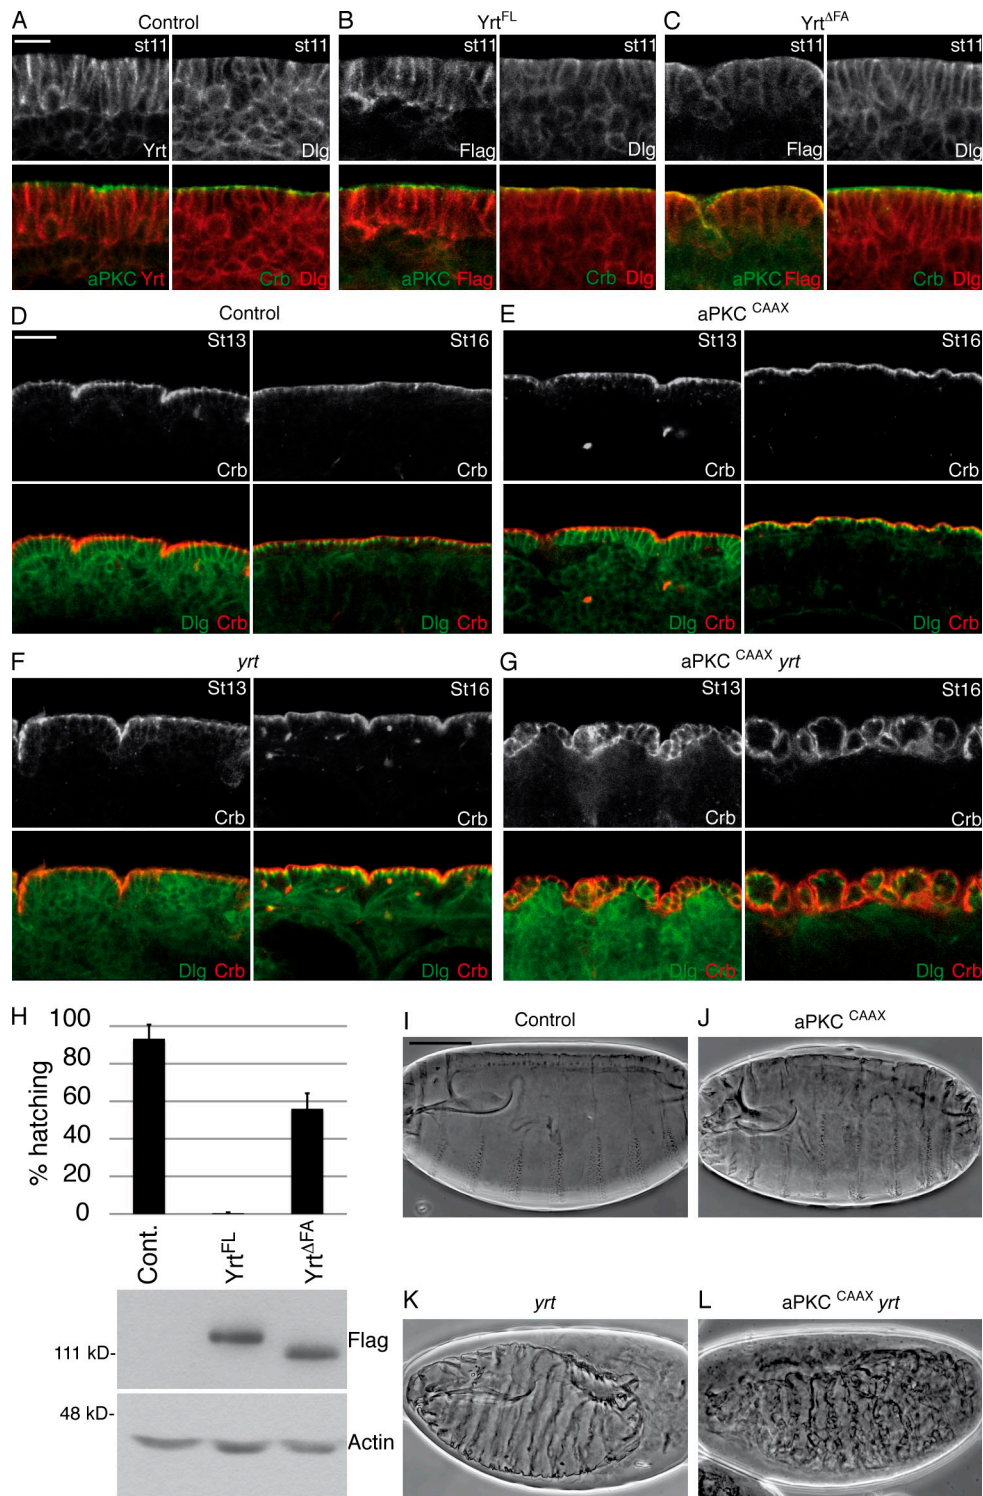 A Control
st11 Yrt
st11 Dlg
aPKC Yrt
Crb Dlg
B Yrt^FL
st11 Flag
st11 Dlg
aPKC Flag
Crb Dlg
C Yrt^ΔFA
st11 Flag
st11 Dlg
aPKC Flag
Crb Dlg
D Control
St13 Crb
St16 Crb
Dlg Crb
Dlg Crb
E aPKC^CAAX
St13 Crb
St16 Crb
Dlg Crb
Dlg Crb
F yrt
St13 Crb
St16 Crb
Dlg Crb
Dlg Crb
G aPKC^CAAX yrt
St13 Crb
St16 Crb
Dlg Crb
Dlg Crb
H
% hatching
100
80
60
40
20
0
Cont.
Yrt^FL
Yrt^ΔFA
Flag
111 kD-
48 kD-
Actin
I Control
J aPKC^CAAX
K yrt
L aPKC^CAAX yrt